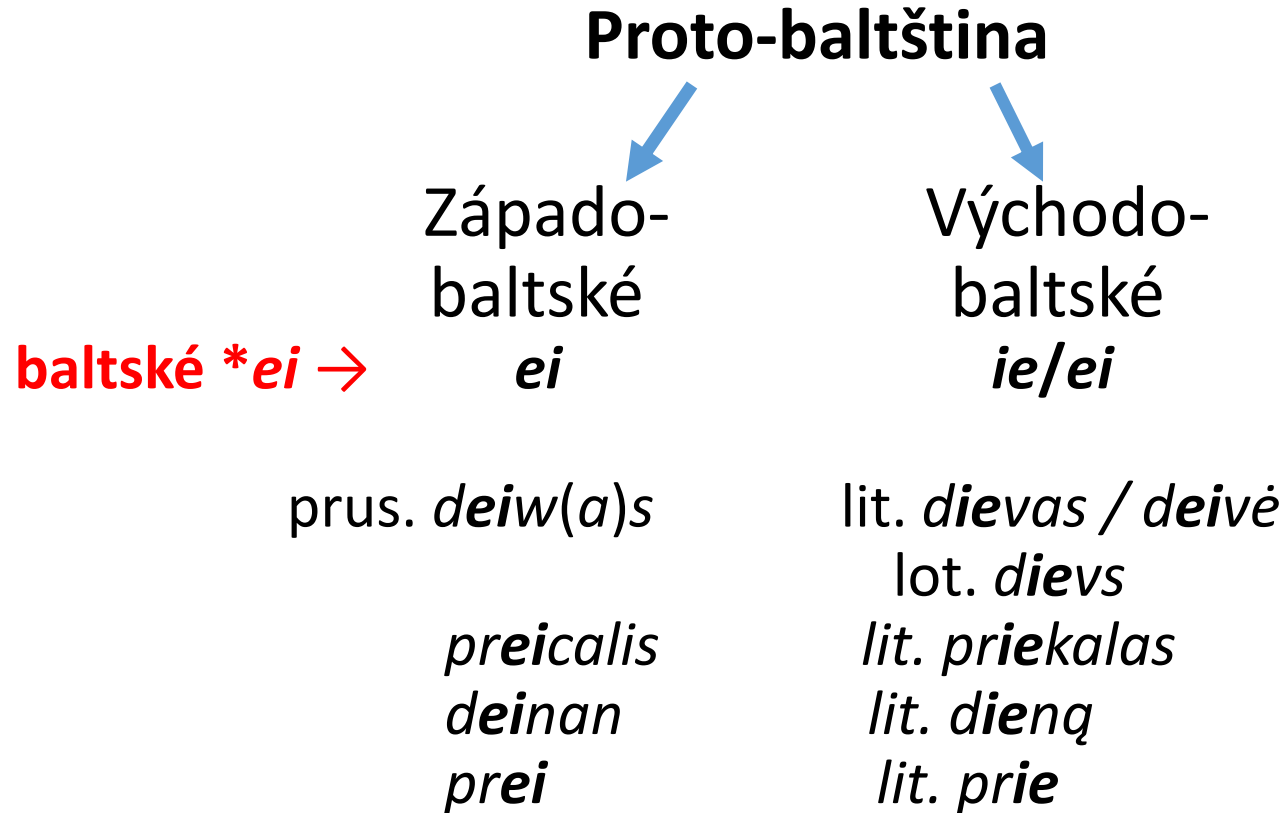 Proto-baltština
Západo- Východo-
baltské baltské
baltské *ei → ei ie/ei
prus. deiw(a)s lit. dievas / deivė
lot. dievs
preicalis lit. priekalas
deinan lit. dieną
prei lit. prie